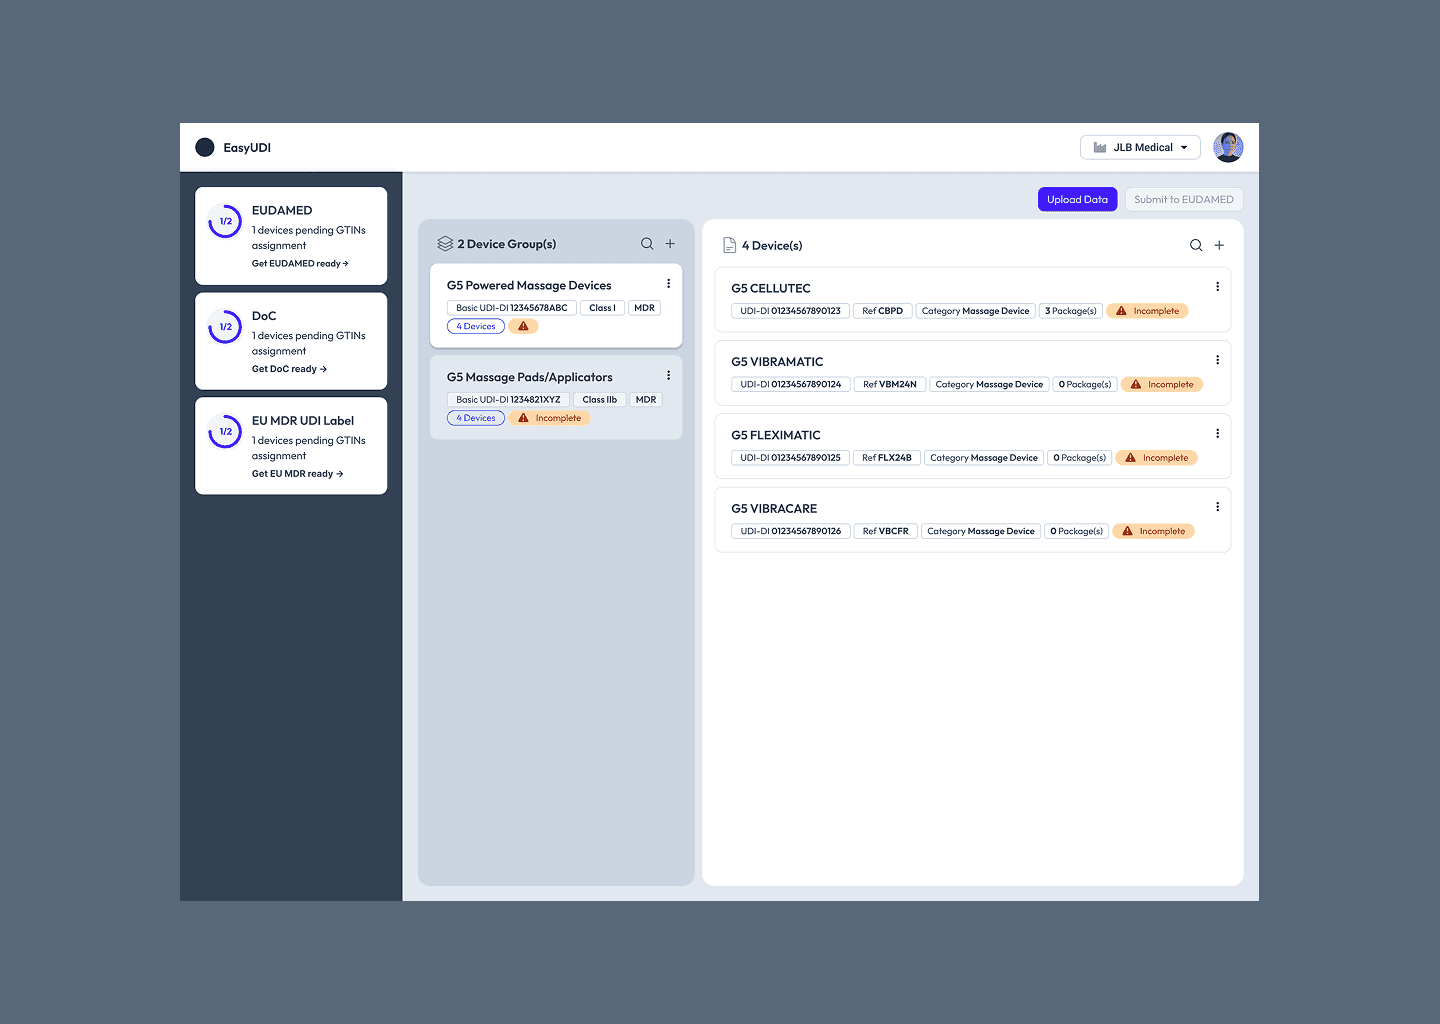 EasyUDI
JLB Medical
Upload Data
Submit to EUDAMED
1/2
EUDAMED
1 devices pending GTINs
assignment
Get EUDAMED ready →
1/2
DoC
1 devices pending GTINs
assignment
Get DoC ready →
1/2
EU MDR UDI Label
1 devices pending GTINs
assignment
Get EU MDR ready →
2 Device Group(s)
G5 Powered Massage Devices
Basic UDI-DI 12345678ABC Class I MDR
4 Devices
G5 Massage Pads/Applicators
Basic UDI-DI 1234821XYZ Class IIb MDR
4 Devices Incomplete
4 Device(s)
G5 CELLUTEC
UDI-DI 01234567890123 Ref CBPD Category Massage Device 3 Package(s) Incomplete
G5 VIBRAMATIC
UDI-DI 01234567890124 Ref VBM24N Category Massage Device 0 Package(s) Incomplete
G5 FLEXIMATIC
UDI-DI 01234567890125 Ref FLX24B Category Massage Device 0 Package(s) Incomplete
G5 VIBRACARE
UDI-DI 01234567890126 Ref VBCFR Category Massage Device 0 Package(s) Incomplete